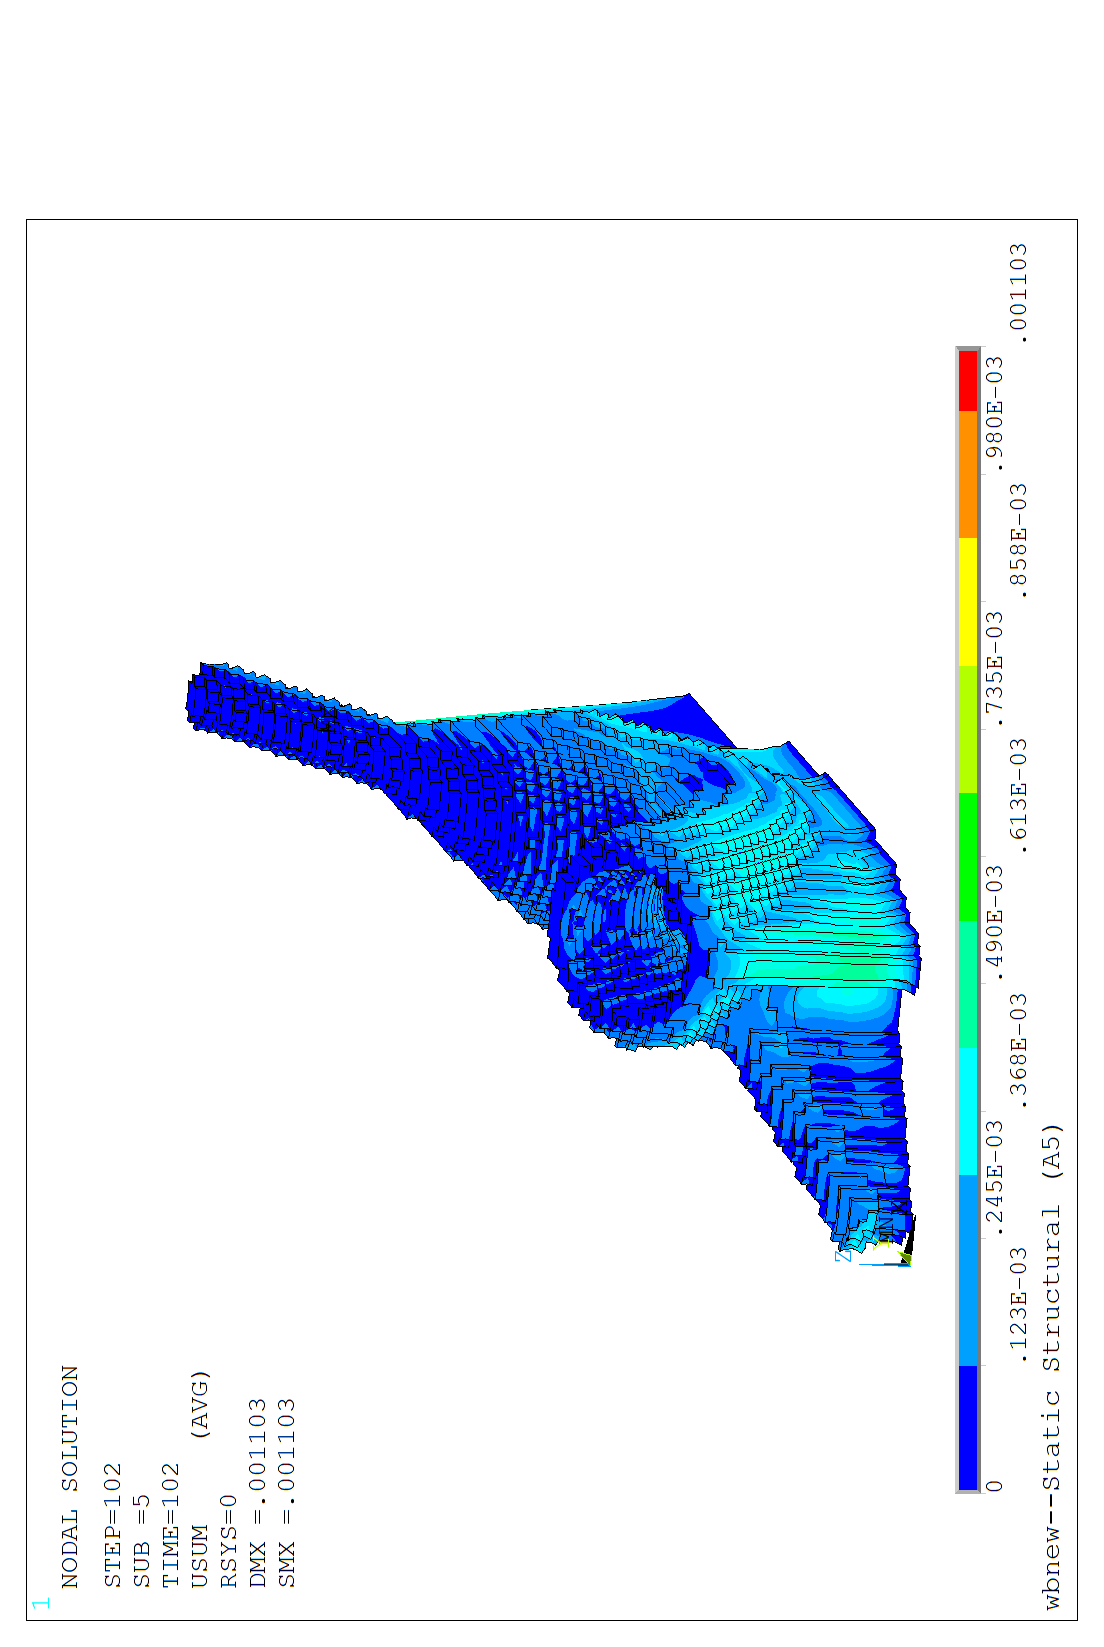 1
NODAL SOLUTION
STEP=102
SUB =5
TIME=102
USUM (AVG)
RSYS=0
DMX =.001103
SMX =.001103
Z
MN
X
0
.123E-03
.245E-03
.368E-03
.490E-03
.613E-03
.735E-03
.858E-03
.980E-03
.001103
wbnew--Static Structural (A5)